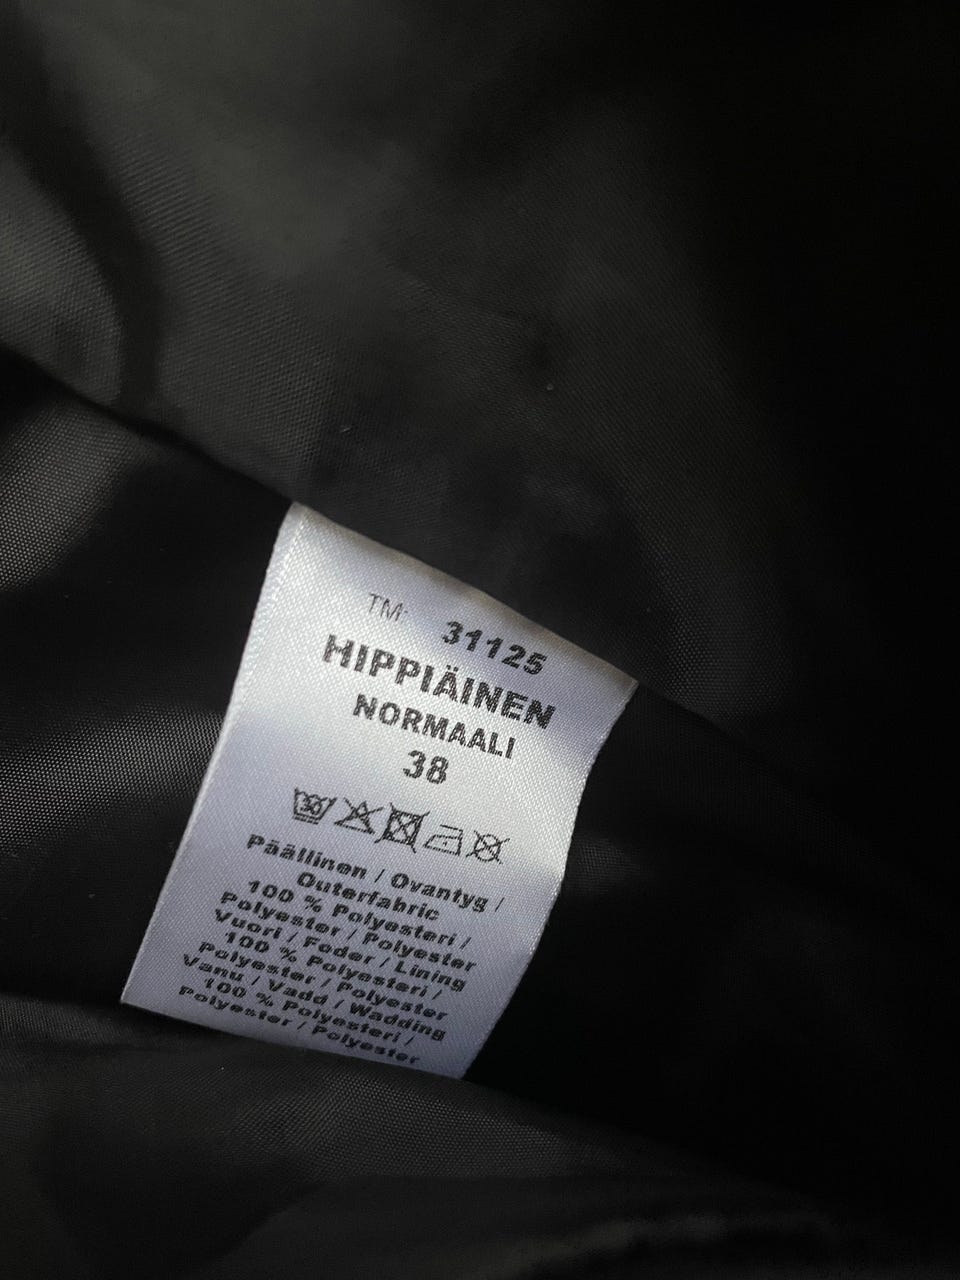 TM: 31125
HIPPIÄINEN
NORMAALI
38
30
Päällinen / Ovantyg /
Outerfabric
100 % Polyesteri /
Polyester / Polyester
Vuori / Foder / Lining
100 % Polyesteri /
Polyester / Polyester
Vanu / Vadd / Wadding
100 % Polyesteri /
Polyester / Polyester